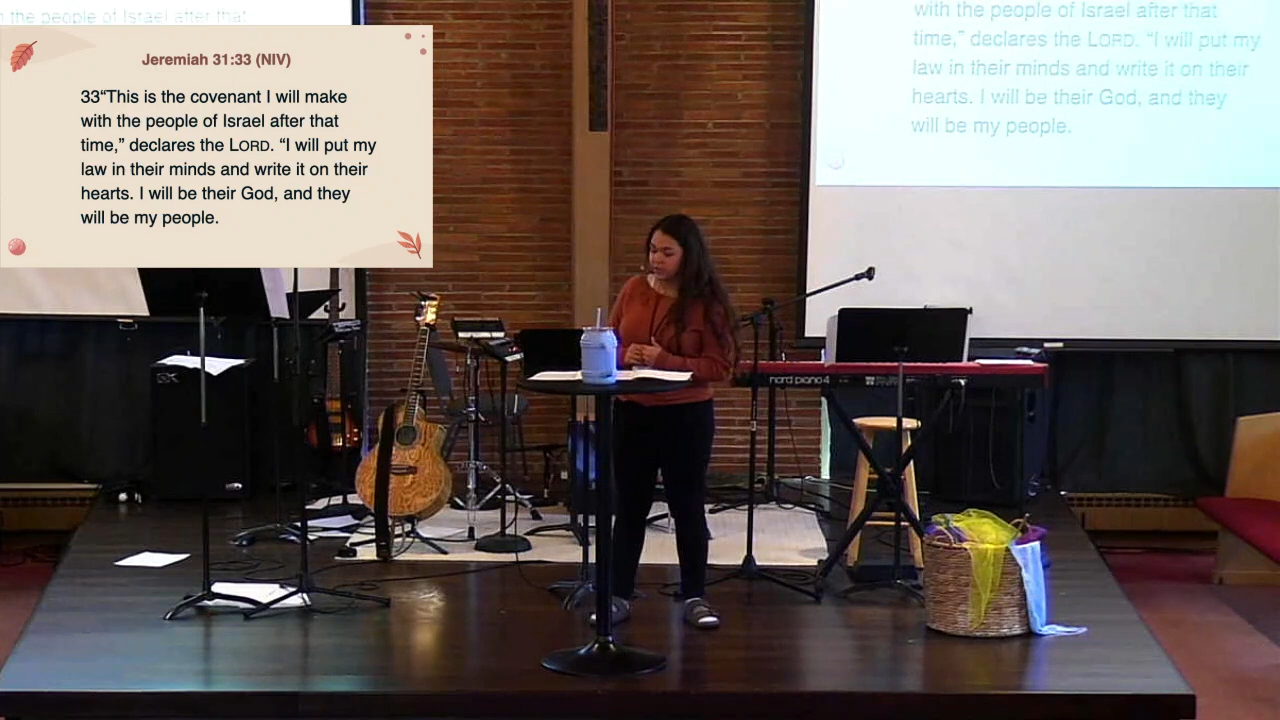 the people of Israel after that
Jeremiah 31:33 (NIV)
33“This is the covenant I will make
with the people of Israel after that
time,” declares the LORD. “I will put my
law in their minds and write it on their
hearts. I will be their God, and they
will be my people.
with the people of Israel after that
time,” declares the LORD. “I will put my
law in their minds and write it on their
hearts. I will be their God, and they
will be my people.
nord piano 4